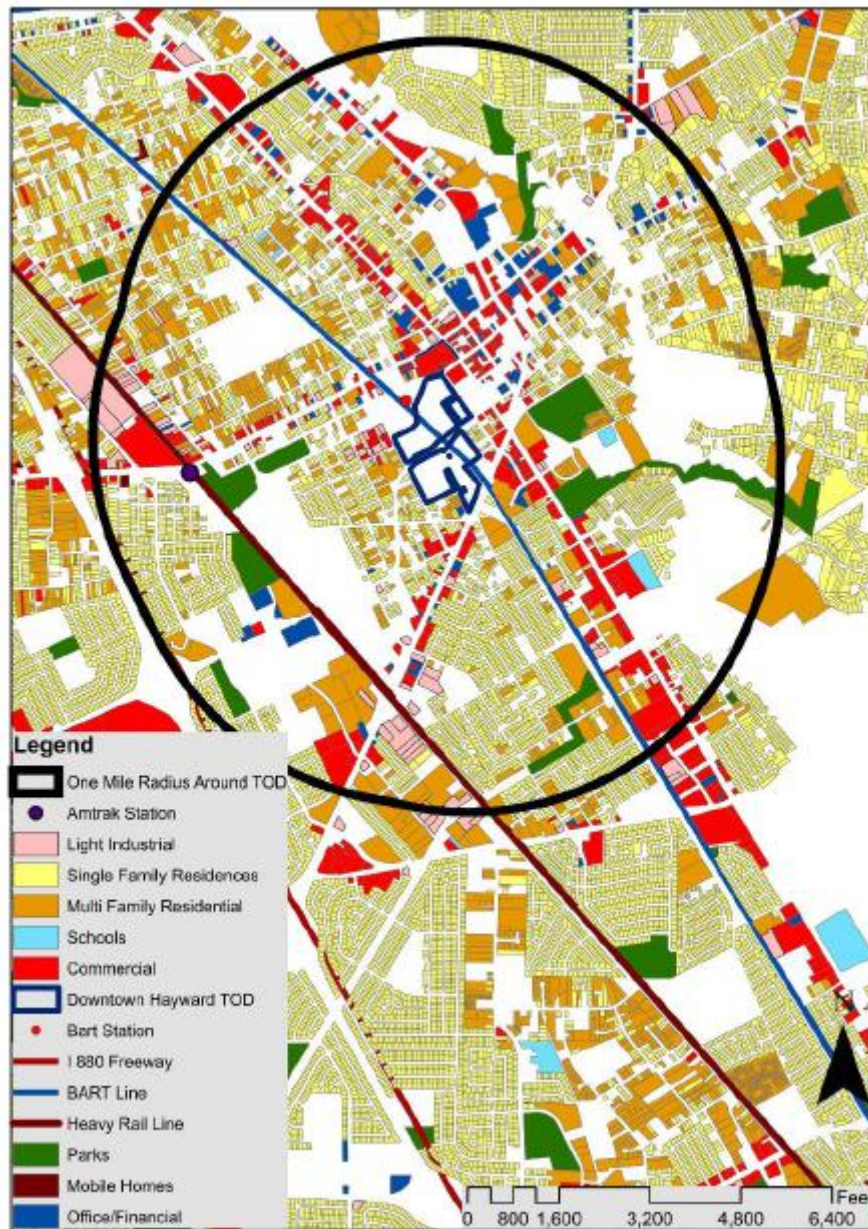 Legend
One Mile Radius Around TOD
Amtrak Station
Light Industrial
Single Family Residences
Multi Family Residential
Schools
Commercial
Downtown Hayward TOD
Bart Station
I 880 Freeway
BART Line
Heavy Rail Line
Parks
Mobile Homes
Office/Financial
Feet
0 800 1,600 3,200 4,800 6,400